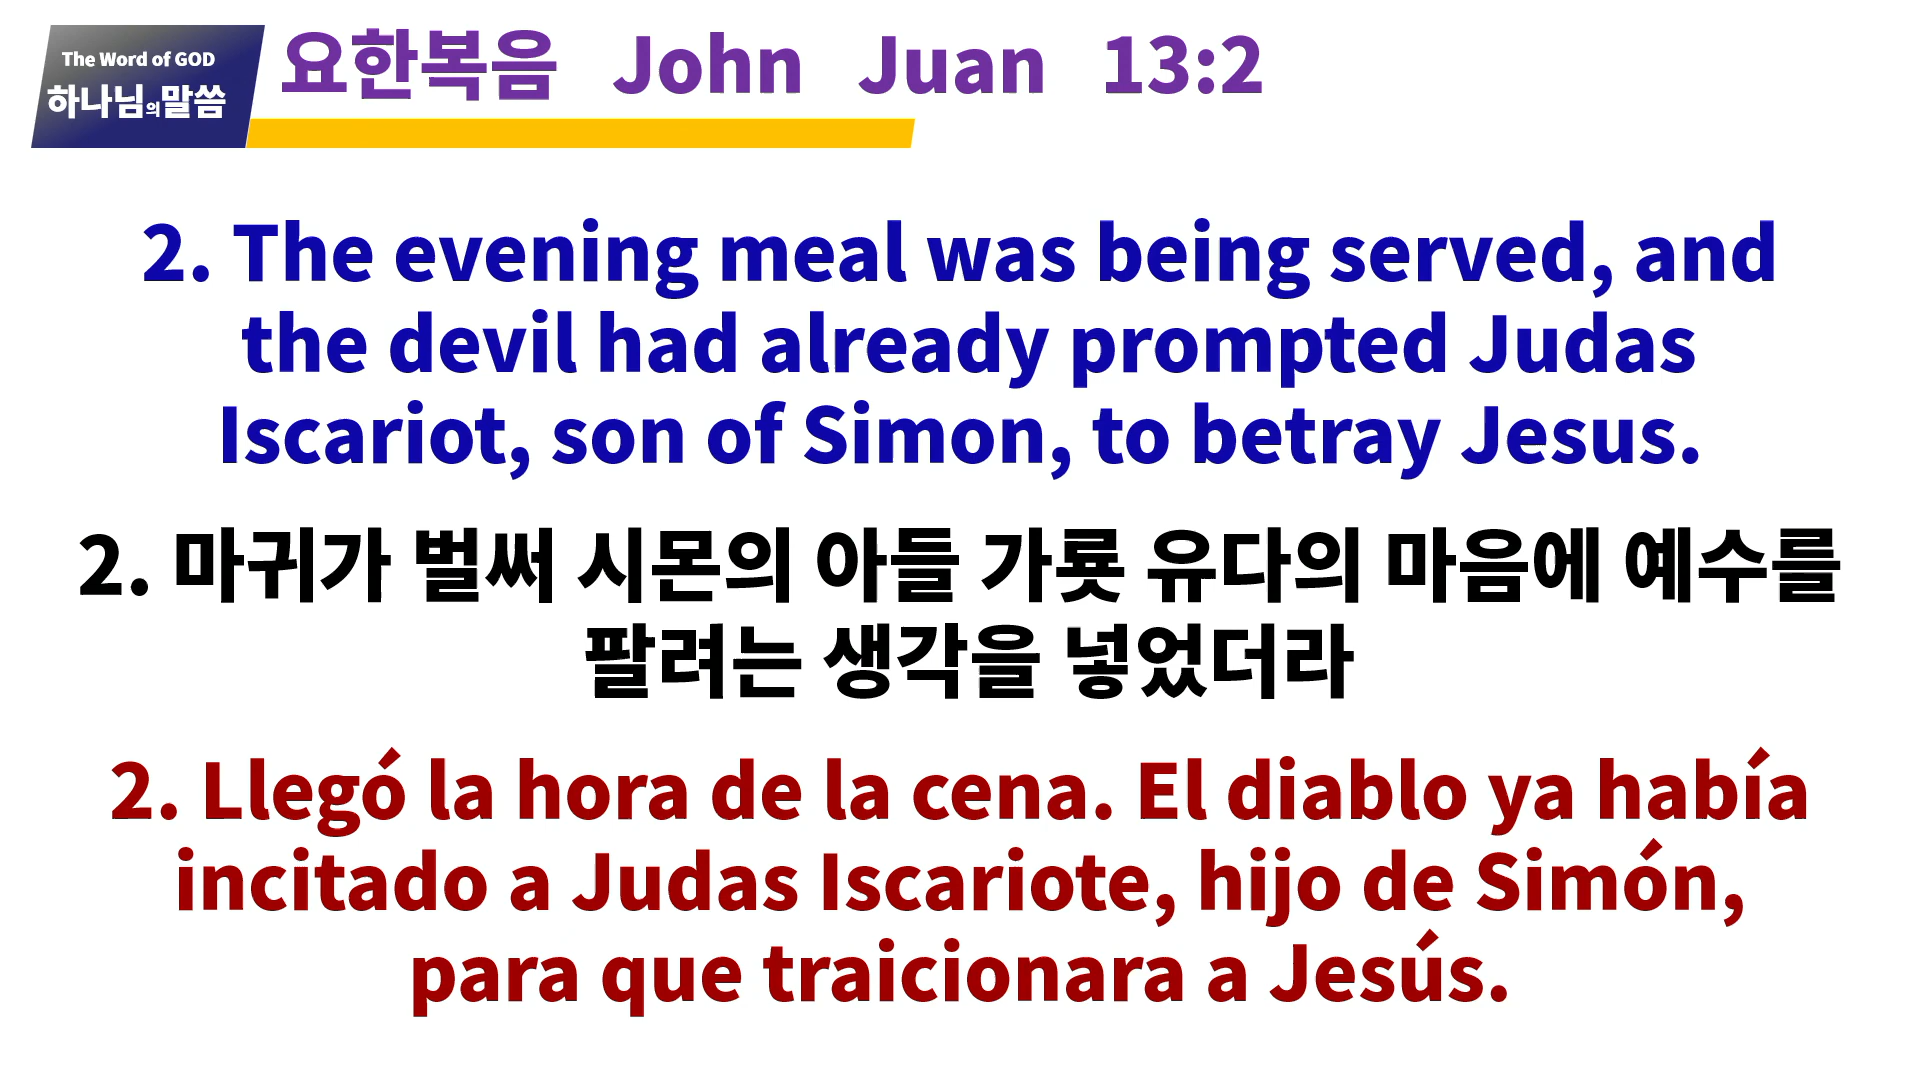 The Word of GOD
하나님의말씀
요한복음 John Juan 13:2
2. The evening meal was being served, and
the devil had already prompted Judas
Iscariot, son of Simon, to betray Jesus.
2. 마귀가 벌써 시몬의 아들 가룟 유다의 마음에 예수를
팔려는 생각을 넣었더라
2. Llegó la hora de la cena. El diablo ya había
incitado a Judas Iscariote, hijo de Simón,
para que traicionara a Jesús.